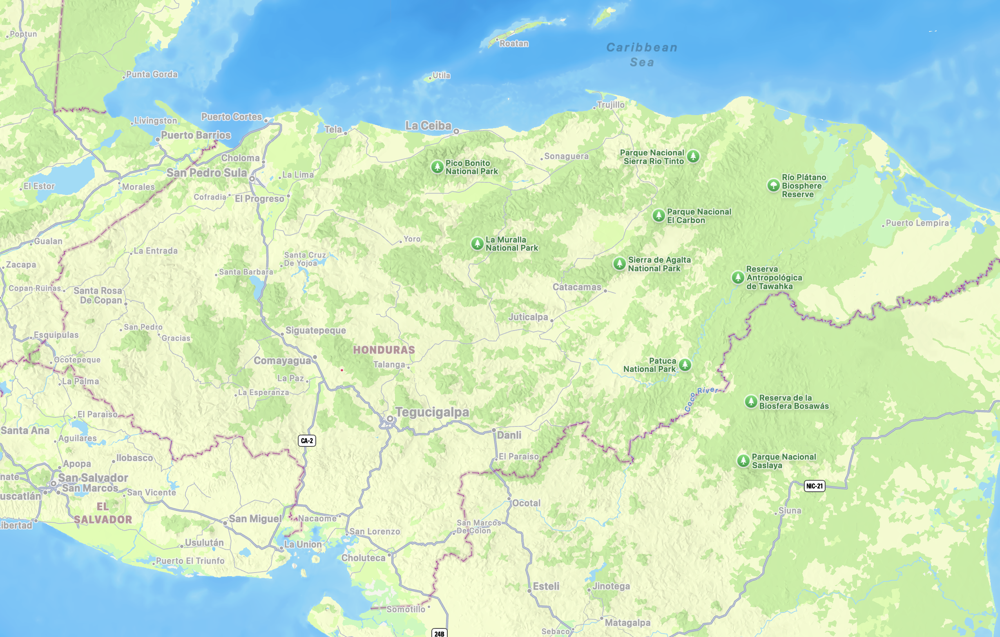 Poptun
Roatan
Caribbean
Sea
Punta Gorda
Utila
Trujillo
Livingston
Puerto Cortes
Puerto Barrios
Tela
La Ceiba
Choloma
Sonaguera
Parque Nacional
Sierra Rio Tinto
Pico Bonito
National Park
San Pedro Sula
La Lima
El Estor
Morales
Río Plátano
Biosphere
Reserve
Cofradia
El Progreso
Parque Nacional
El Carbon
Puerto Lempira
Gualan
Yoro
La Muralla
National Park
La Entrada
Santa Cruz
De Yojoa
Zacapa
Sierra de Agalta
National Park
Santa Barbara
Reserva
Antropológica
de Tawahka
Copan Ruinas
Santa Rosa
De Copan
Catacamas
Juticalpa
San Pedro
Gracias
Esquipulas
Siguatepeque
HONDURAS
Ocotepeque
Comayagua
Talanga
Patuca
National Park
La Palma
La Paz
La Esperanza
Coco River
Reserva de la
Biosfera Bosawás
El Paraiso
Tegucigalpa
Santa Ana
Aguilares
CA-2
Danli
Ilobasco
El Paraiso
Parque Nacional
Saslaya
Apopa
nate
San Salvador
San Marcos
uscatlán
San Vicente
NIC-21
EL
SALVADOR
Ocotal
Siuna
San Miguel
Nacaome
San Marcos
De Colon
ibertad
San Lorenzo
Usulután
La Union
Choluteca
Puerto El Triunfo
Esteli
Jinotega
Somotillo
Matagalpa
Sebaco
24B